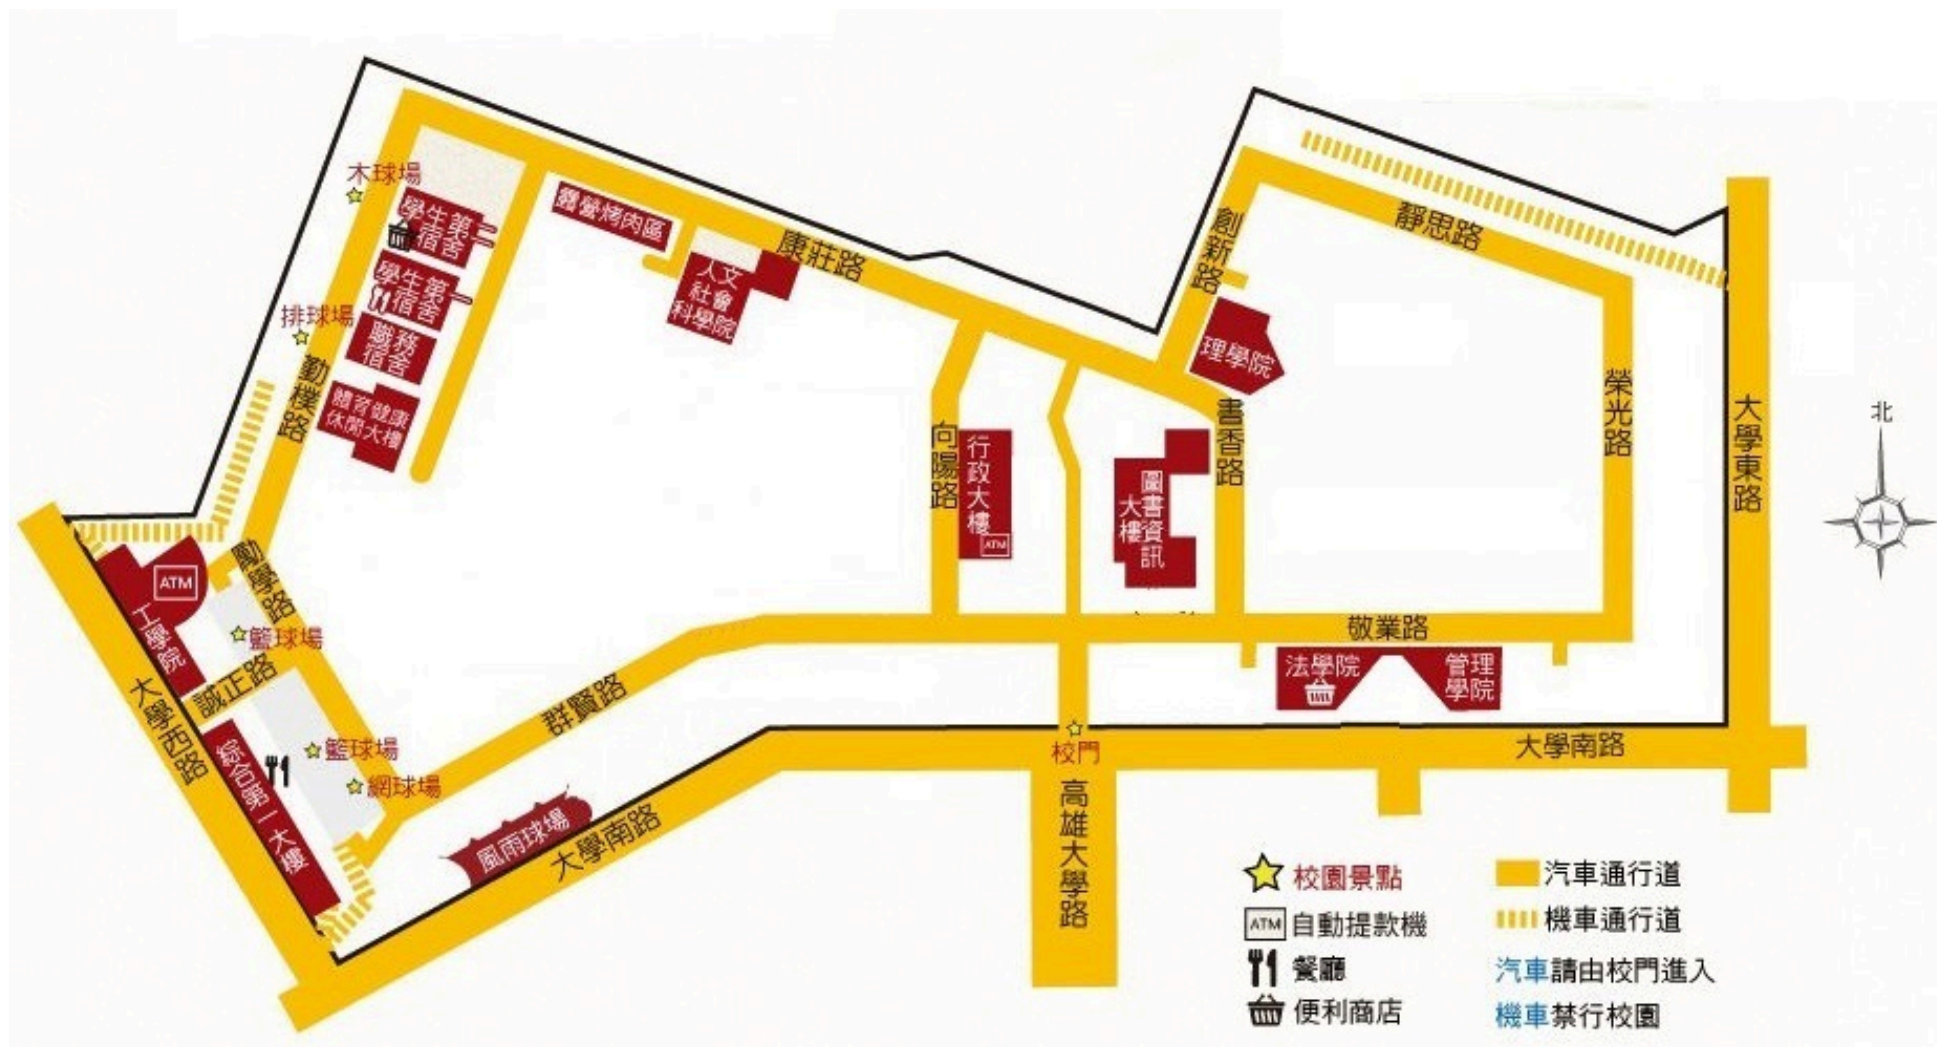 木球場
學生第二
宿舍
學生第一
宿舍
職務
宿舍
體育健康
休閒大樓
排球場
勤樸路
露營烤肉區
人文
社會
科學院
康莊路
創新路
靜思路
理學院
榮光路
大學東路
北
向陽路
行政大樓
ATM
圖書資訊
大樓
書香路
勵學路
ATM
工學院
籃球場
誠正路
大學西路
綜合第一大樓
籃球場
網球場
群賢路
風雨球場
大學南路
敬業路
法學院
管理
學院
校門
大學南路
高雄大學路
校園景點
ATM 自動提款機
餐廳
便利商店
汽車通行道
機車通行道
汽車請由校門進入
機車禁行校園